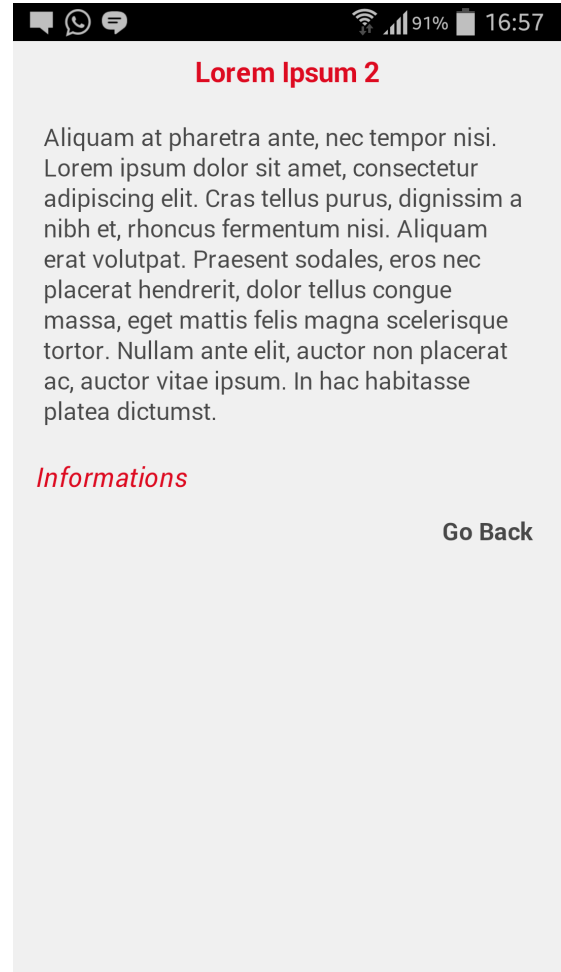 91% 16:57
Lorem Ipsum 2
Aliquam at pharetra ante, nec tempor nisi.
Lorem ipsum dolor sit amet, consectetur
adipiscing elit. Cras tellus purus, dignissim a
nibh et, rhoncus fermentum nisi. Aliquam
erat volutpat. Praesent sodales, eros nec
placerat hendrerit, dolor tellus congue
massa, eget mattis felis magna scelerisque
tortor. Nullam ante elit, auctor non placerat
ac, auctor vitae ipsum. In hac habitasse
platea dictumst.
Informations
Go Back